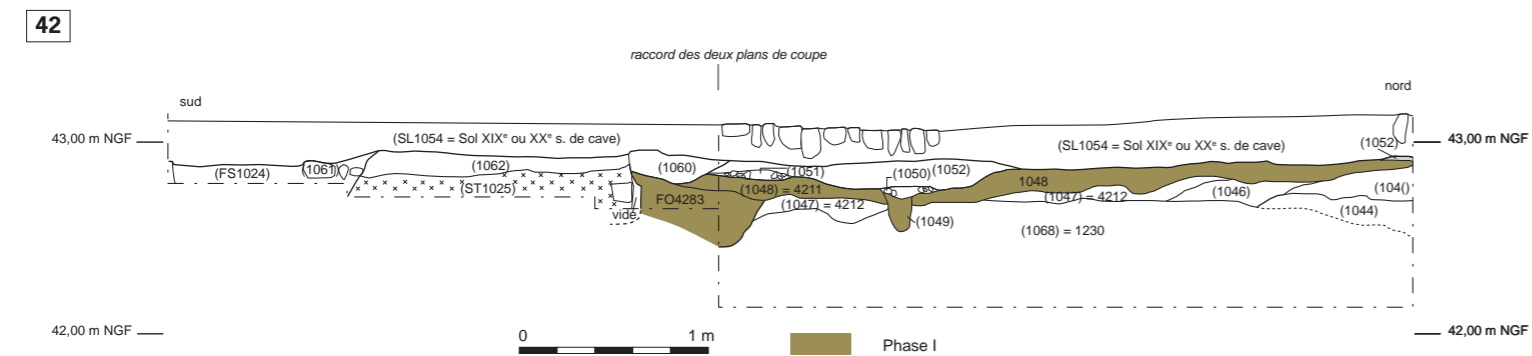 42
raccord des deux plans de coupe
sud
nord
43,00 m NGF
(SL1054 = Sol XIXe ou XXe s. de cave)
(SL1054 = Sol XIXe ou XXe s. de cave)
43,00 m NGF
(1052)
(FS1024)
(1061)
(1062)
(1060)
(1051)
(1050)
(1052)
1048
(ST1025)
FO4283
(1048) = 4211
(1047) = 4212
(1046)
(104()
vide
(1047) = 4212
(1049)
(1044)
(1068) = 1230
42,00 m NGF
42,00 m NGF
0
1 m
Phase I